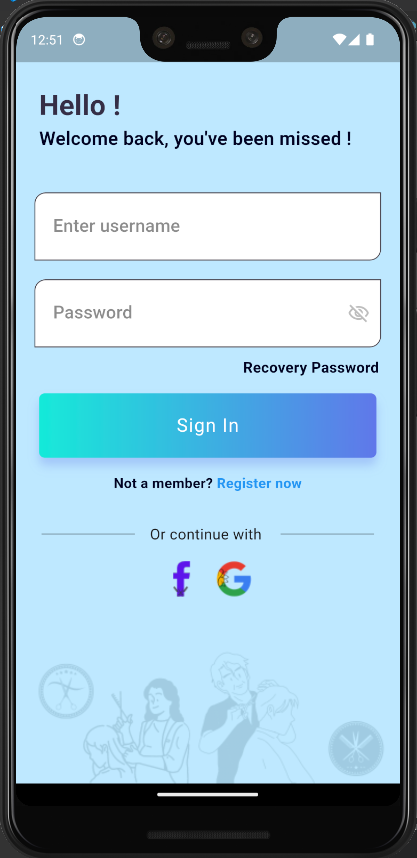 12:51
Hello !
Welcome back, you've been missed !
Enter username
Password
Recovery Password
Sign In
Not a member? Register now
Or continue with